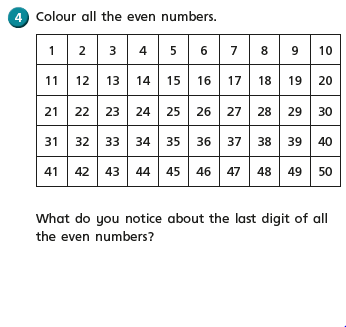 4 Colour all the even numbers.
1 2 3 4 5 6 7 8 9 10
11 12 13 14 15 16 17 18 19 20
21 22 23 24 25 26 27 28 29 30
31 32 33 34 35 36 37 38 39 40
41 42 43 44 45 46 47 48 49 50
What do you notice about the last digit of all
the even numbers?